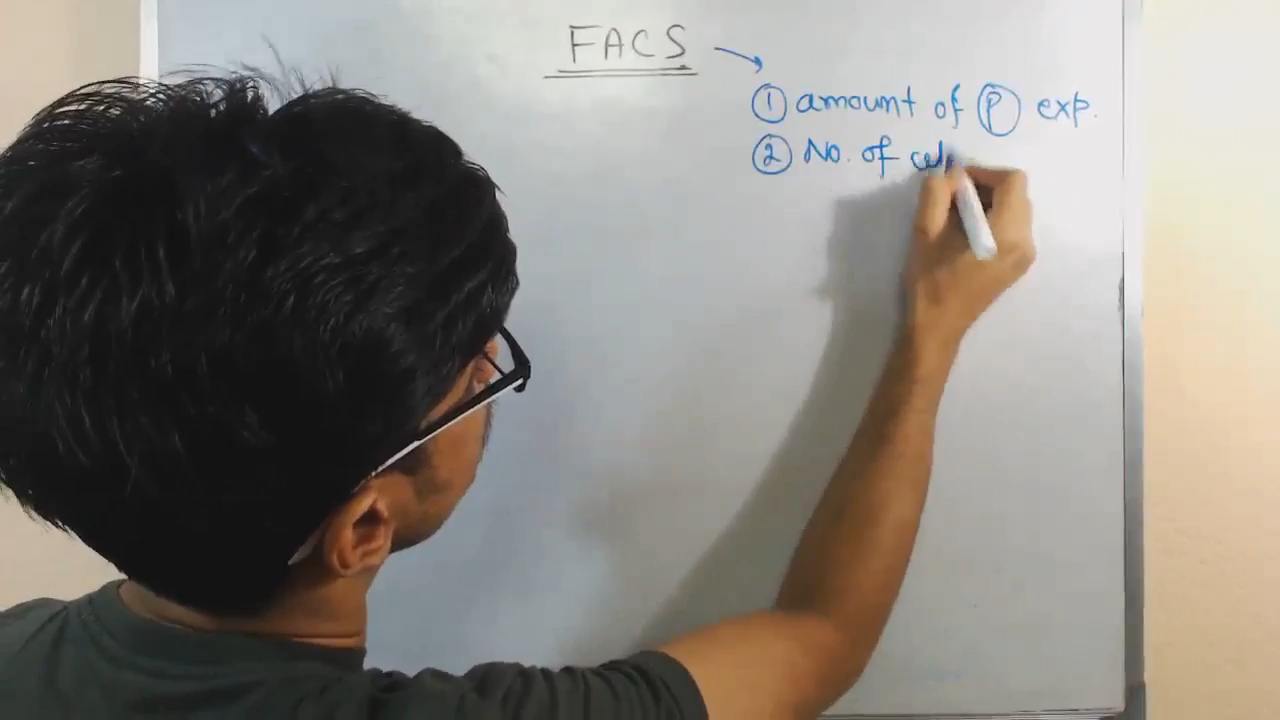 FACS
① amount of Ⓟ exp.
② No. of cel